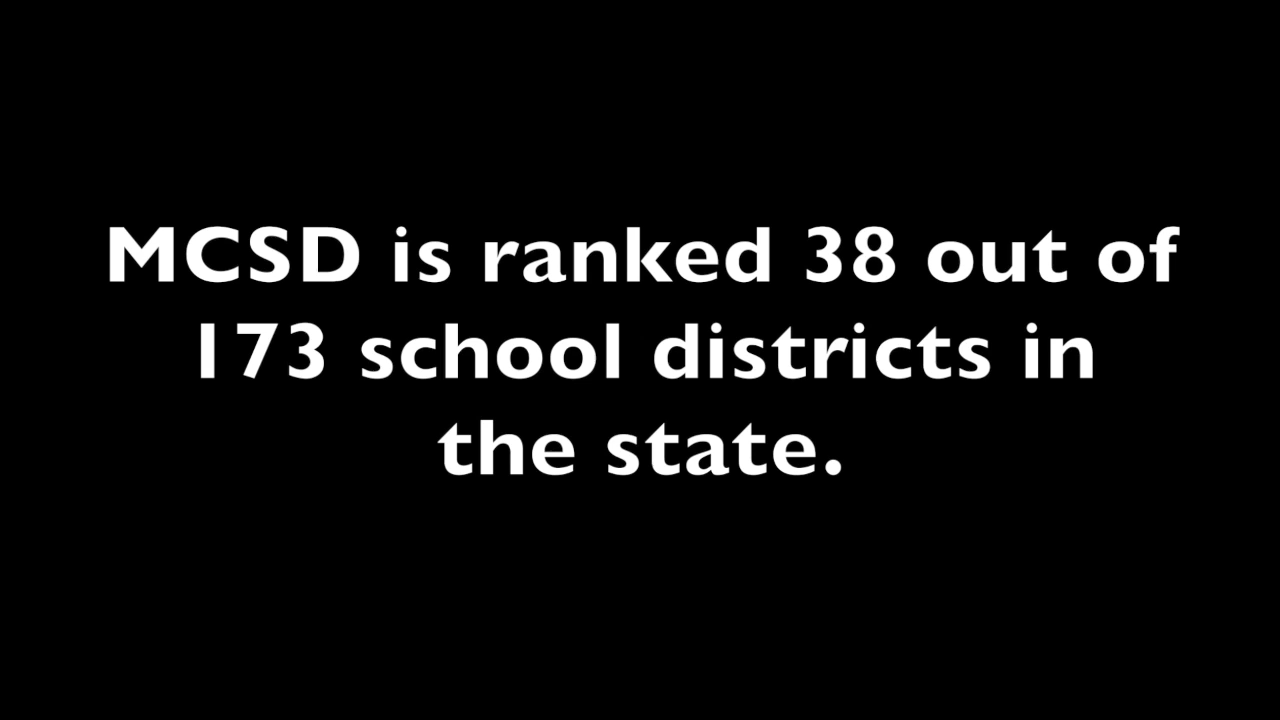 MCSD is ranked 38 out of
173 school districts in
the state.